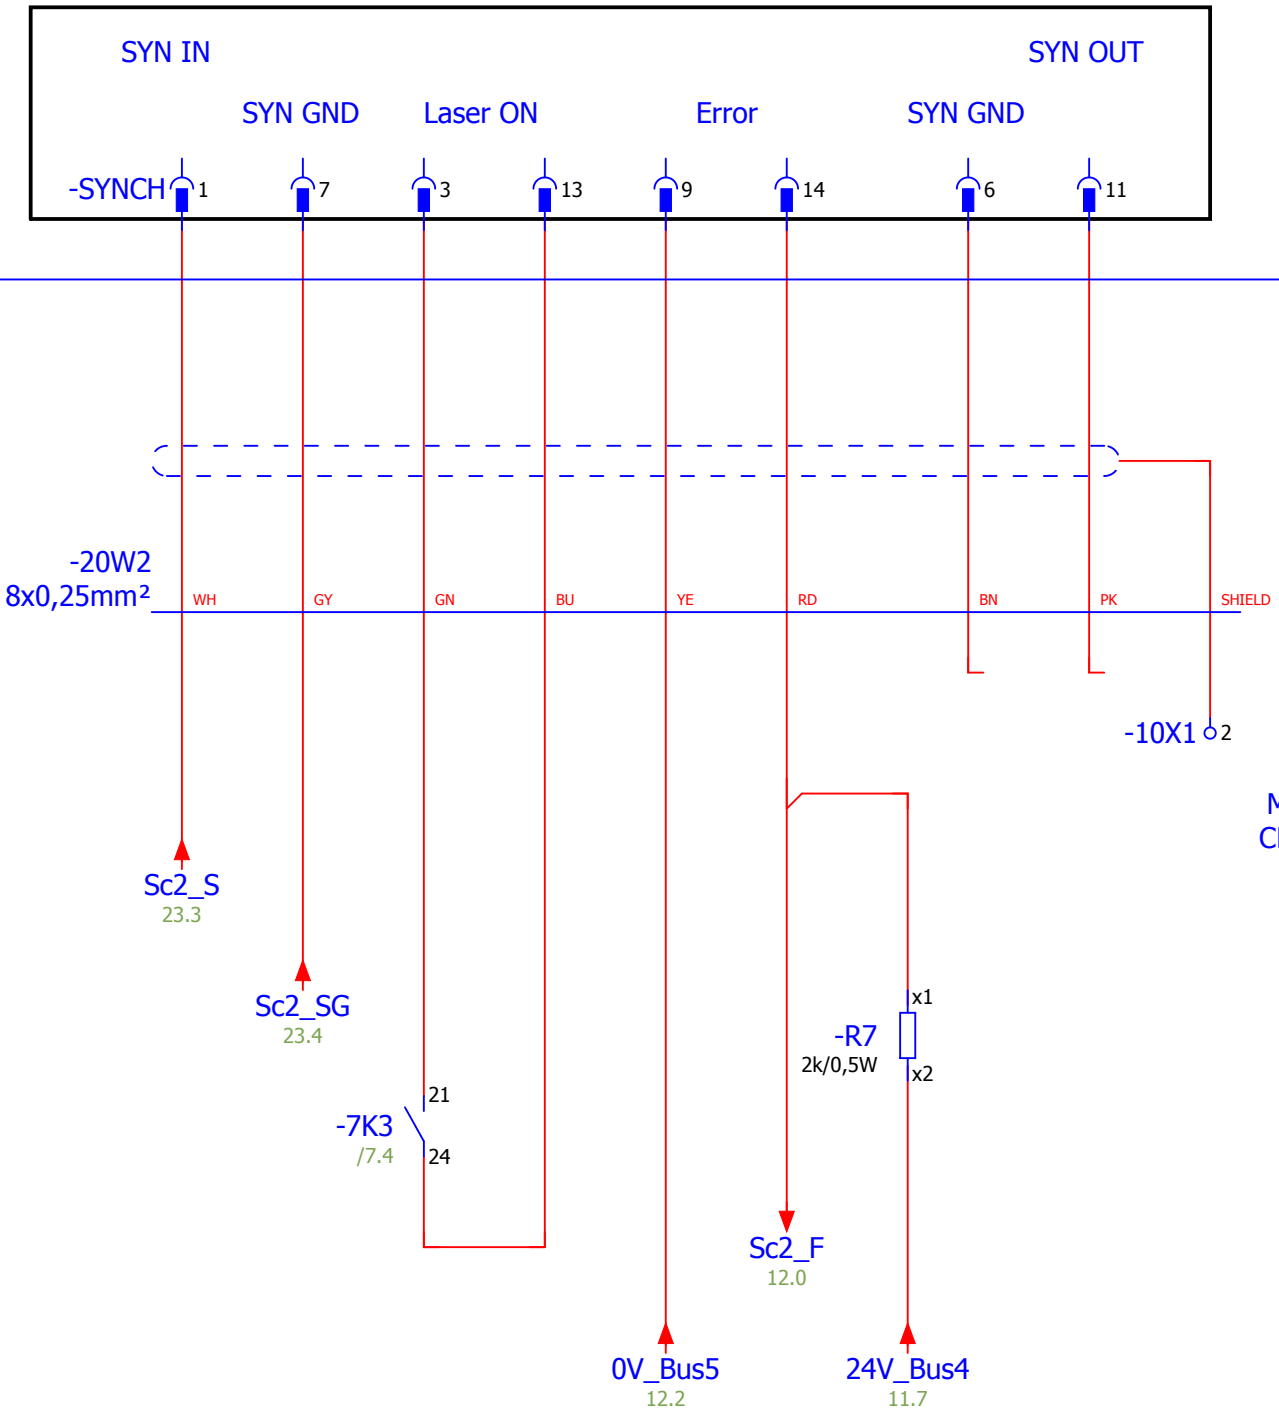 SYN IN
SYN OUT
SYN GND
Laser ON
Error
SYN GND
-SYNCH
1
7
3
13
9
14
6
11
-20W2
8x0,25mm²
WH
GY
GN
BU
YE
RD
BN
PK
SHIELD
-10X1
2
Sc2_S
23.3
Sc2_SG
23.4
-R7
2k/0,5W
x1
x2
-7K3
/7.4
21
24
Sc2_F
12.0
0V_Bus5
12.2
24V_Bus4
11.7